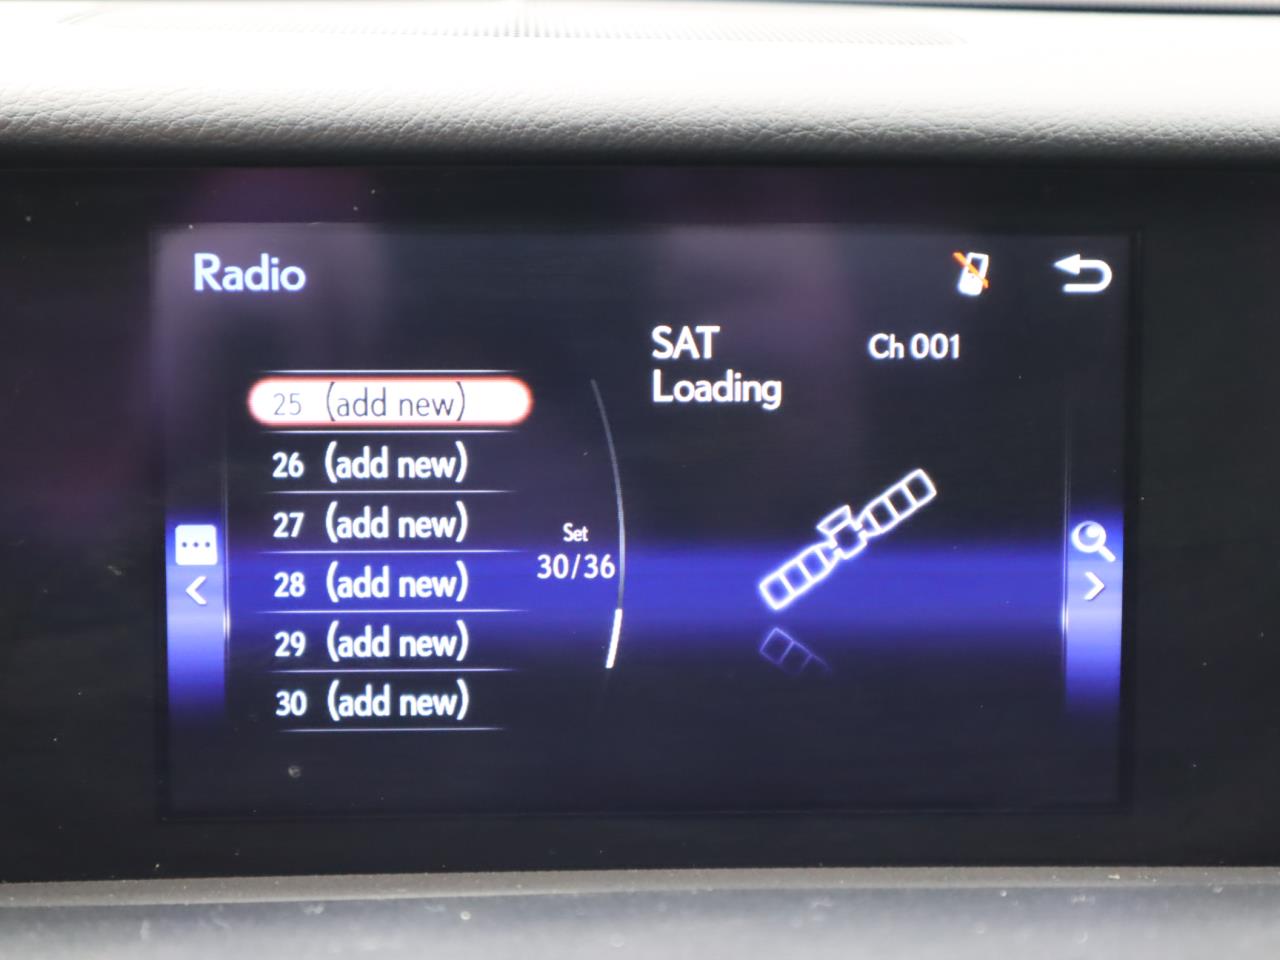 Radio
SAT Ch 001
Loading
25 (add new)
26 (add new)
27 (add new)
28 (add new)
29 (add new)
30 (add new)
Set
30/36